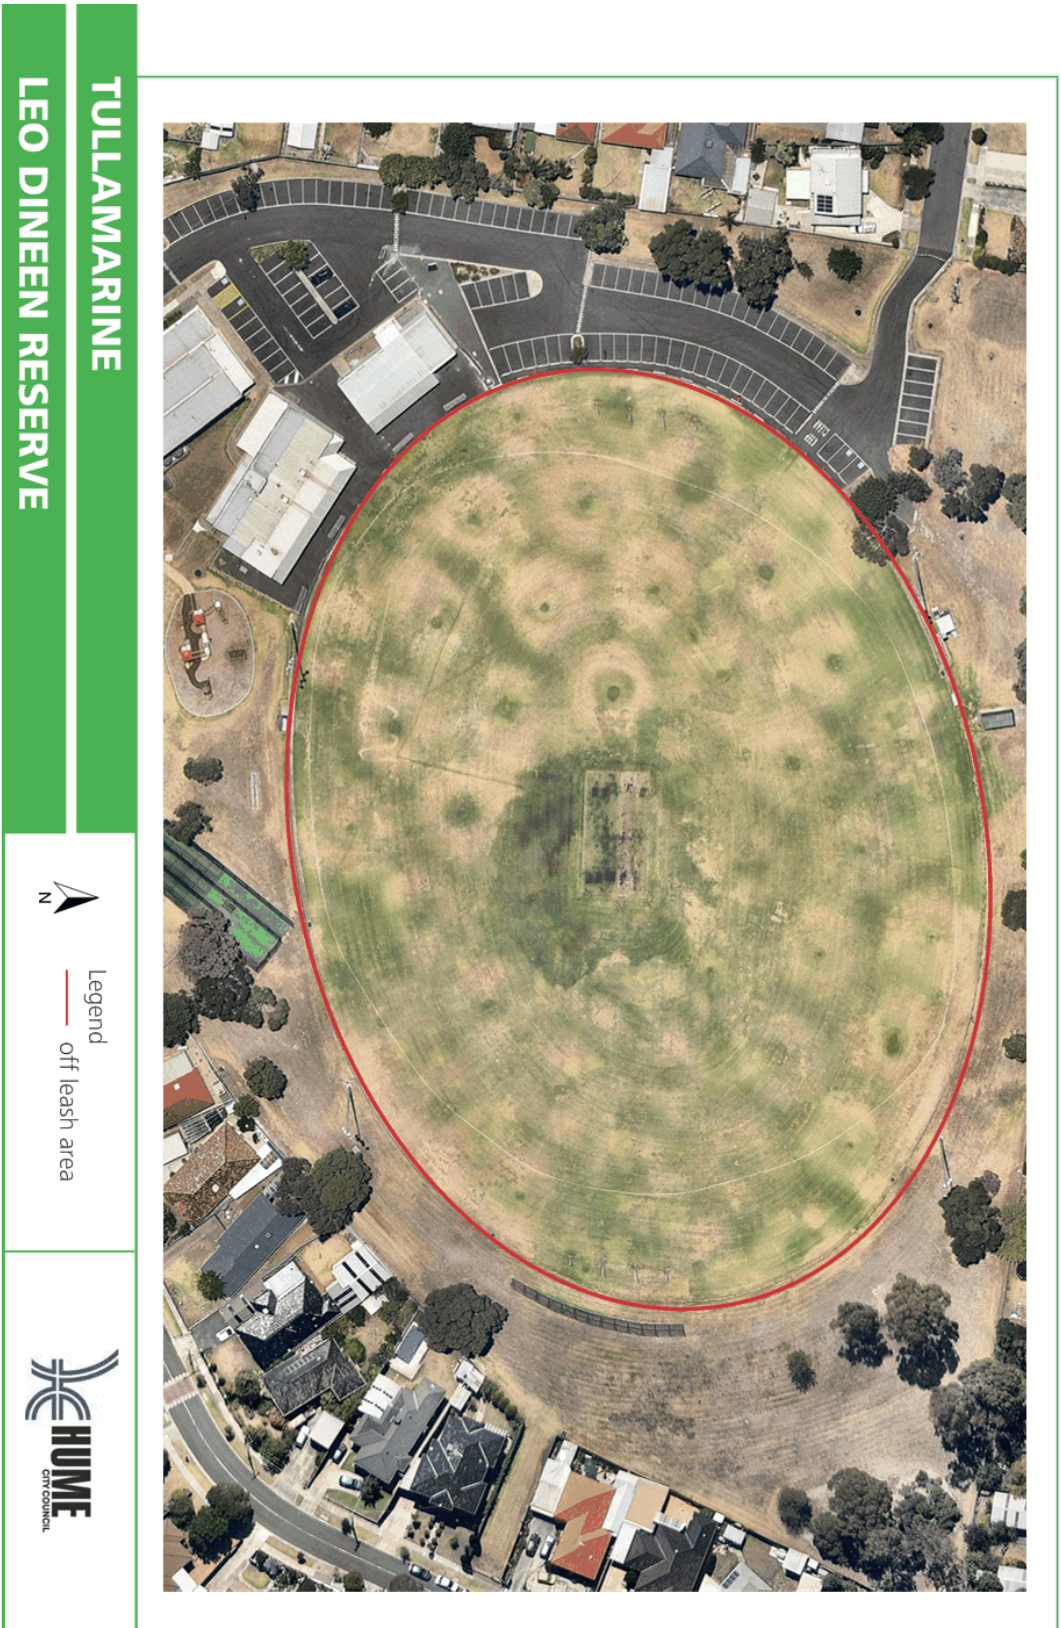 TULLAMARINE
LEO DINEEN RESERVE
N
Legend
off leash area
HUME
CITY COUNCIL